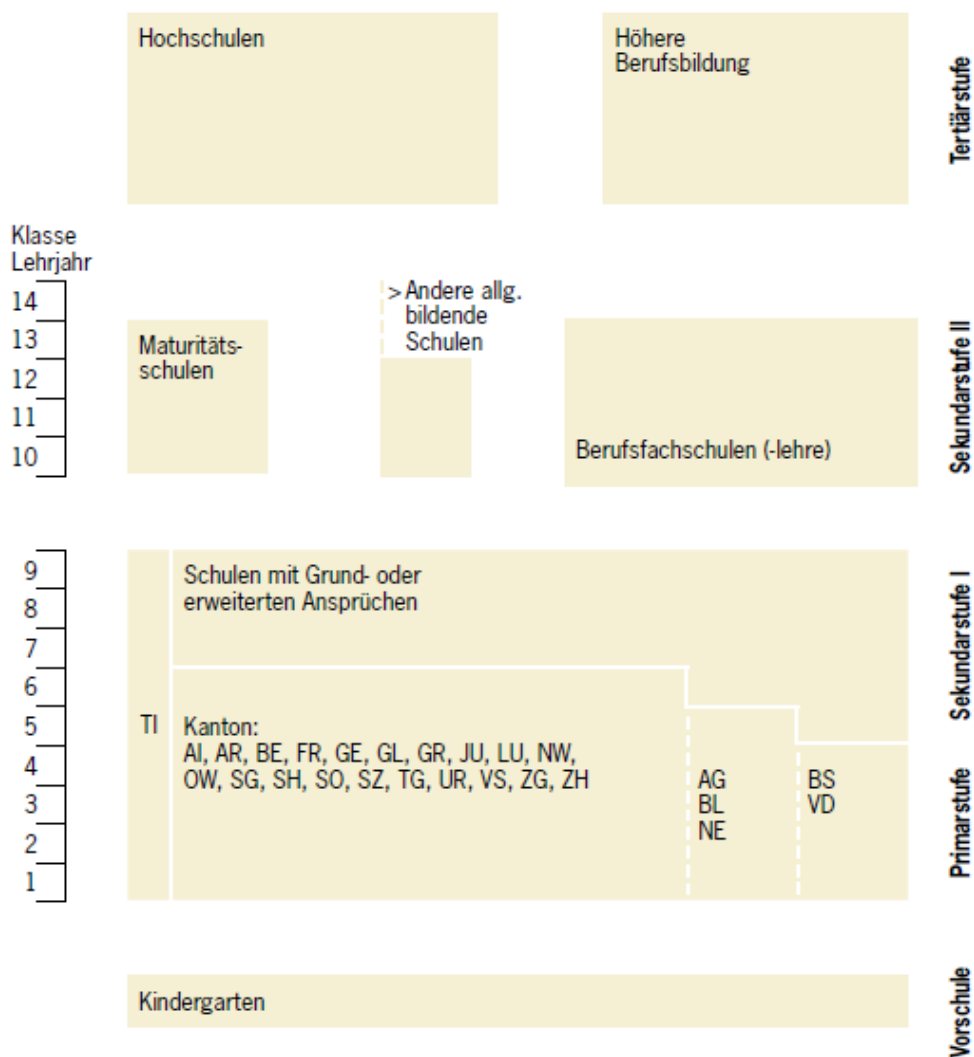 Hochschulen
Höhere
Berufsbildung
Tertiärstufe
Klasse
Lehrjahr
14
13
12
11
10
Maturitäts-
schulen
> Andere allg.
bildende
Schulen
Berufsfachschulen (-lehre)
Sekundarstufe II
9
8
7
6
5
4
3
2
1
Schulen mit Grund- oder
erweiterten Ansprüchen
TI
Kanton:
AI, AR, BE, FR, GE, GL, GR, JU, LU, NW,
OW, SG, SH, SO, SZ, TG, UR, VS, ZG, ZH
AG
BL
NE
BS
VD
Sekundarstufe I
Primarstufe
Kindergarten
Vorschule